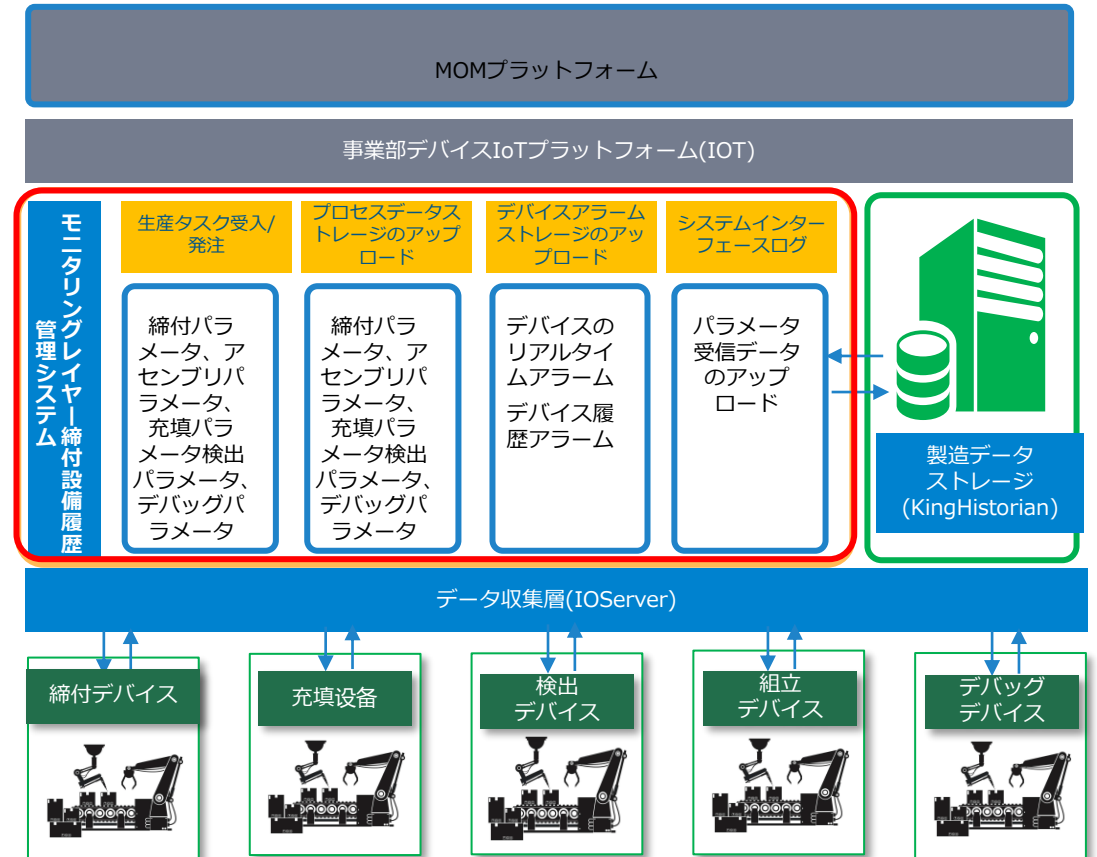 MOMプラットフォーム
事業部デバイスIoTプラットフォーム(IOT)
モニタリングレイヤー締付設備履歴
管理システム
生産タスク受入/
発注
締付パラ
メータ、ア
センブリパ
ラメータ、
充填パラ
メータ検出
パラメータ、
デバッグパ
ラメータ
プロセスデータス
トレージのアップ
ロード
締付パラ
メータ、ア
センブリパ
ラメータ、
充填パラ
メータ検出
パラメータ、
デバッグパ
ラメータ
デバイスアラーム
ストレージのアッ
プロード
デバイスの
リアルタイ
ムアラーム
デバイス履
歴アラーム
システムインター
フェースログ
パラメータ
受信データ
のアップ
ロード
製造データ
ストレージ
(KingHistorian)
データ収集層(IOServer)
締付デバイス
充填设备
検出
デバイス
組立
デバイス
デバッグ
デバイス